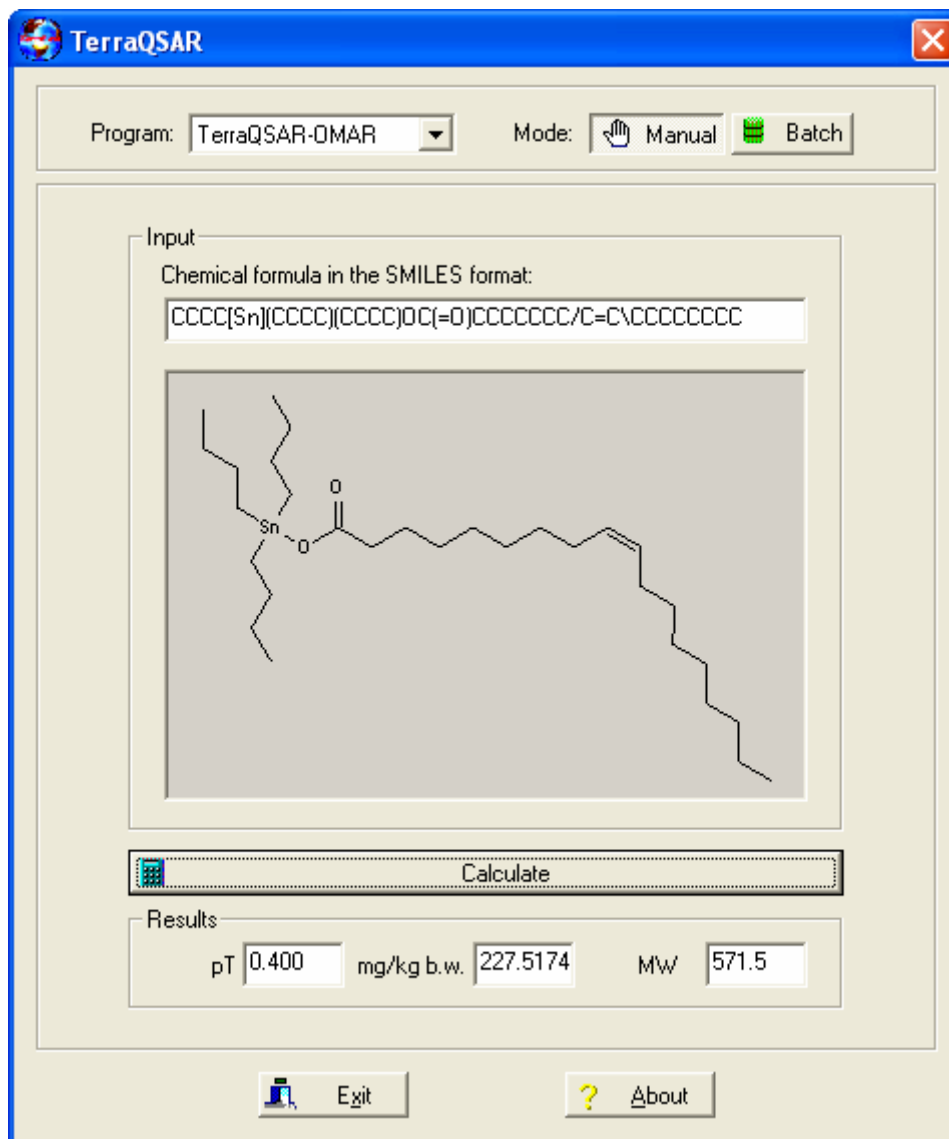 TerraQSAR
Program: TerraQSAR-OMAR Mode: Manual Batch
Input
Chemical formula in the SMILES format:
CCCC[Sn](CCCC)(CCCC)OC(=O)CCCCCCC/C=C\CCCCCCCC
O
Sn
O
Calculate
Results
pT 0.400 mg/kg b.w. 227.5174 MW 571.5
Exit ? About